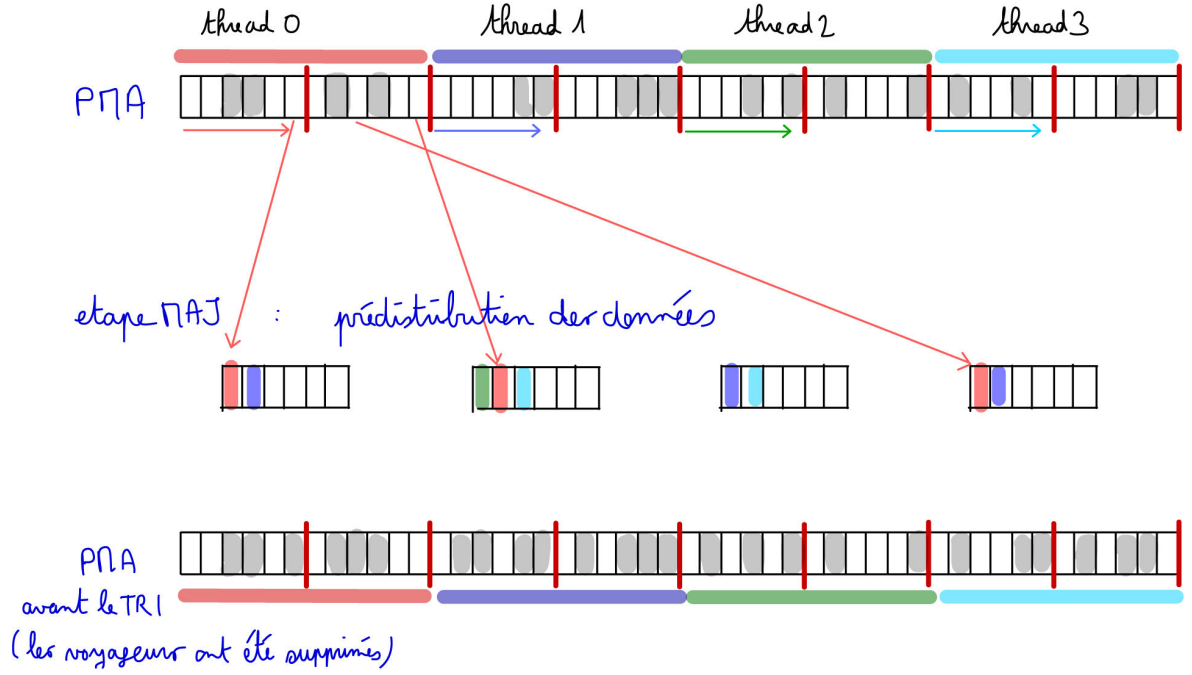 thread 0 thread 1 thread 2 thread 3
PMA
etape MAJ : prédistribution des données
PMA
avant le TRI
(les voyageurs ont été supprimés)